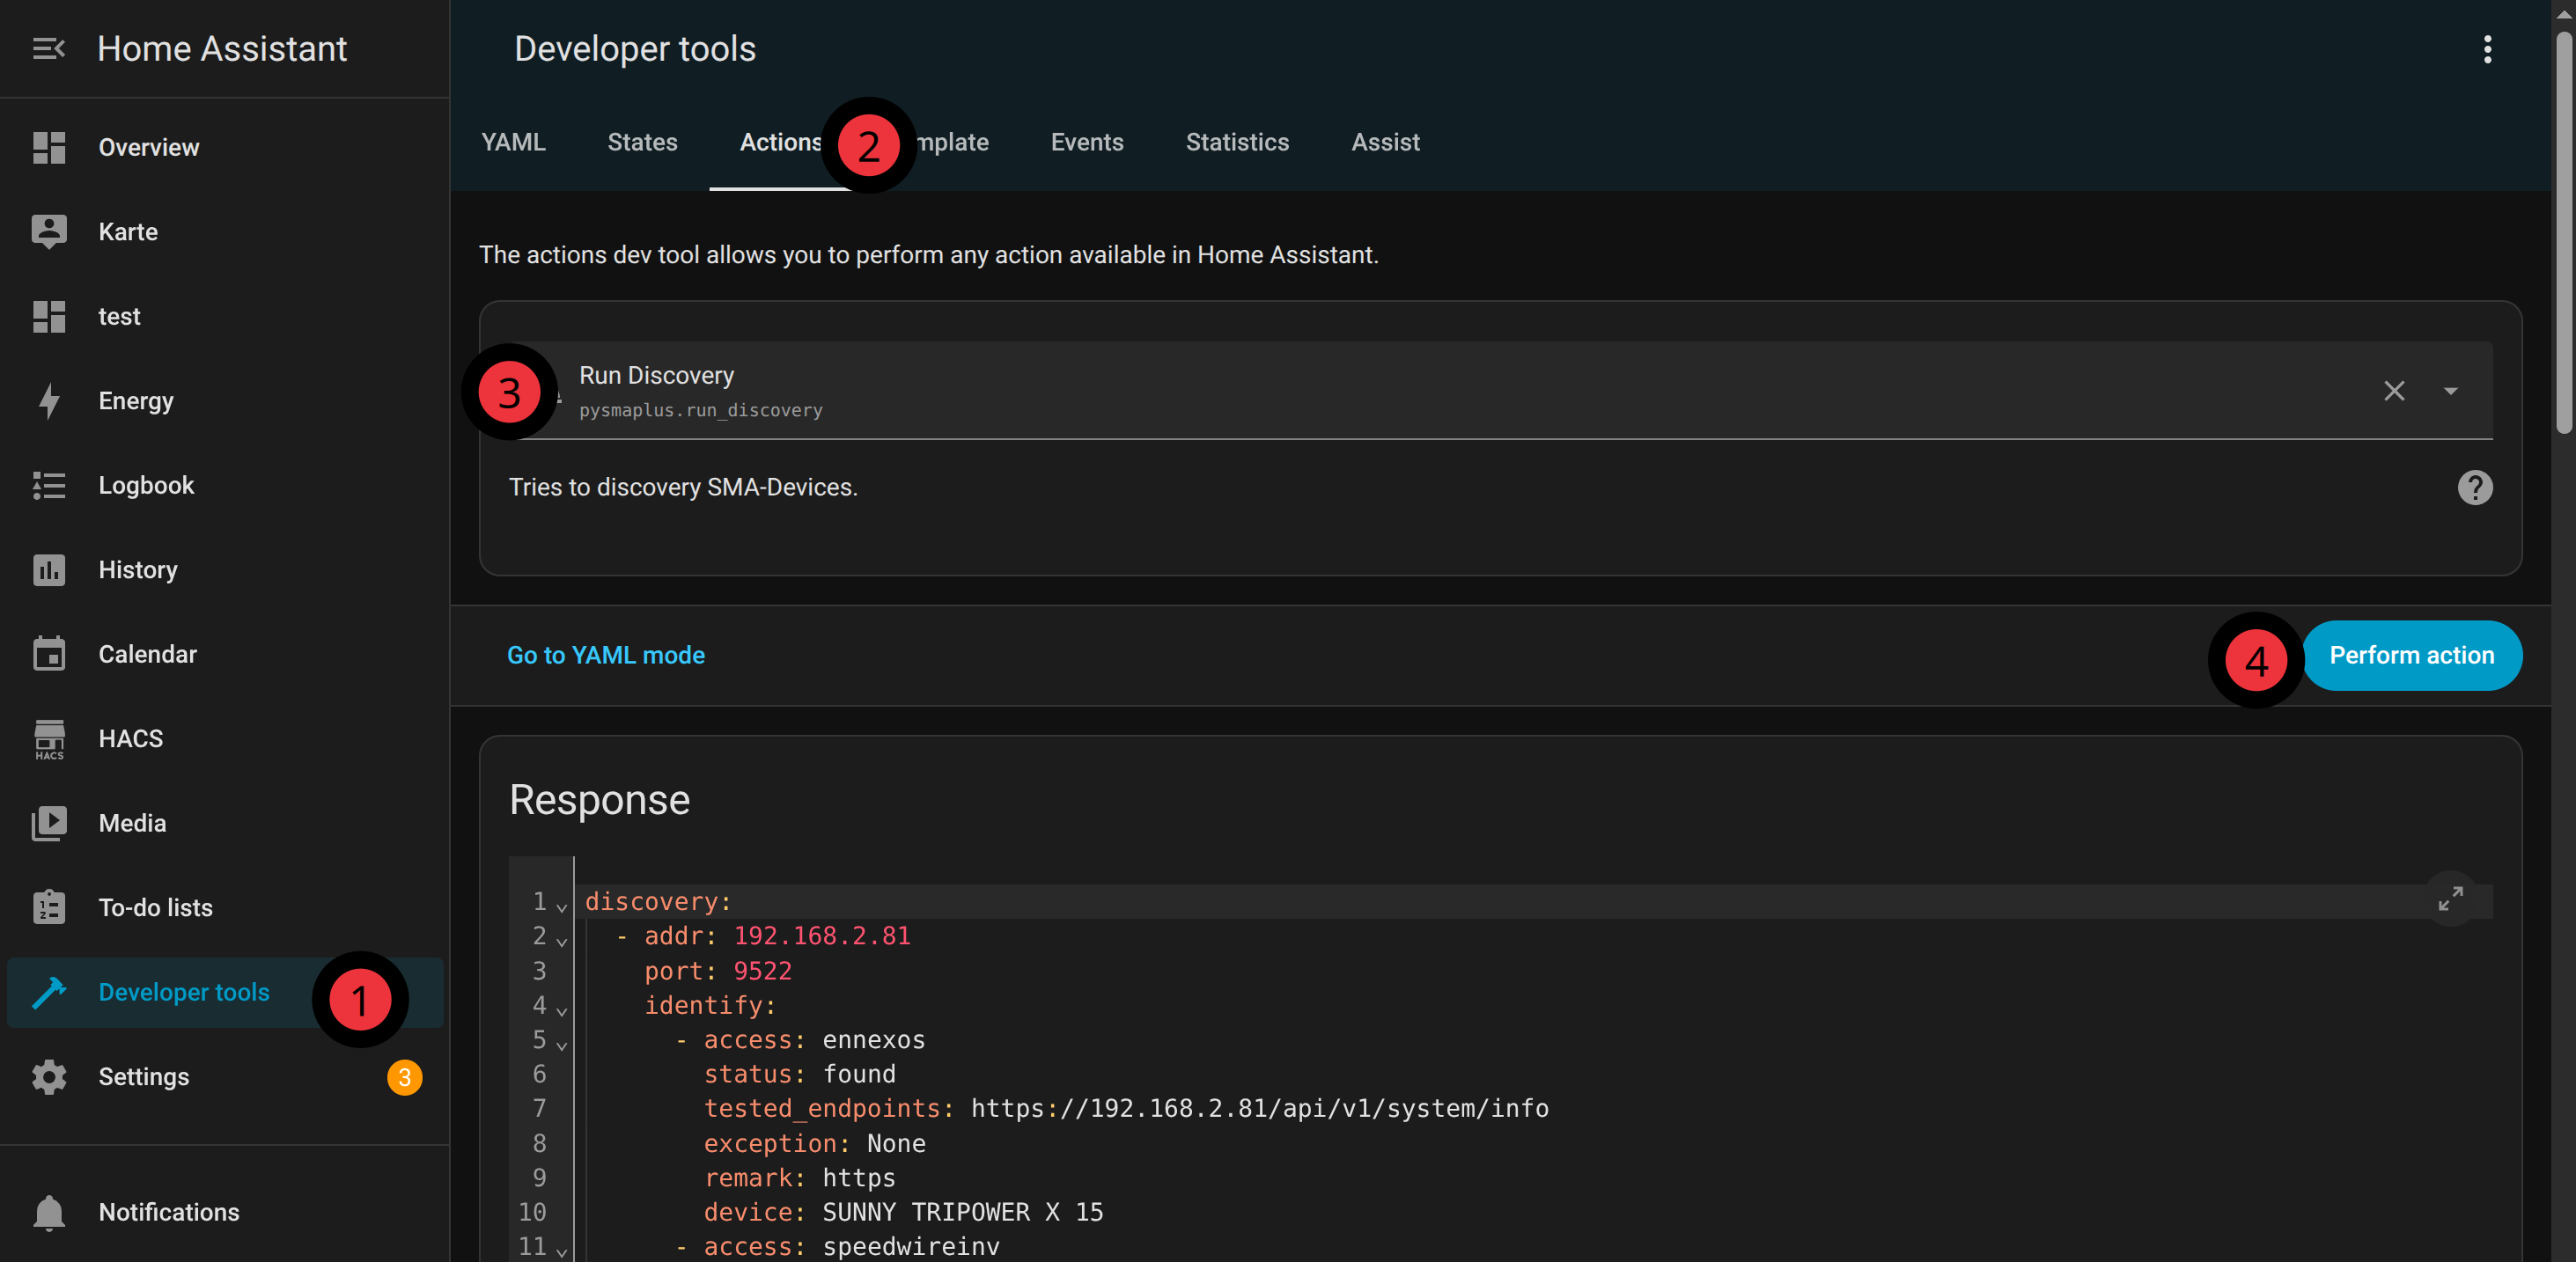 Home Assistant
Overview
Karte
test
Energy
Logbook
History
Calendar
HACS
HACS
Media
To-do lists
Developer tools
1
Settings
3
Notifications
Developer tools
YAML States Actions 2 mplate Events Statistics Assist
The actions dev tool allows you to perform any action available in Home Assistant.
3
Run Discovery
pysmaplus.run_discovery
Tries to discovery SMA-Devices.
Go to YAML mode
4
Perform action
Response
1 discovery:
2 - addr: 192.168.2.81
3 port: 9522
4 identify:
5 - access: ennexos
6 status: found
7 tested_endpoints: https://192.168.2.81/api/v1/system/info
8 exception: None
9 remark: https
10 device: SUNNY TRIPOWER X 15
11 - access: speedwireinv